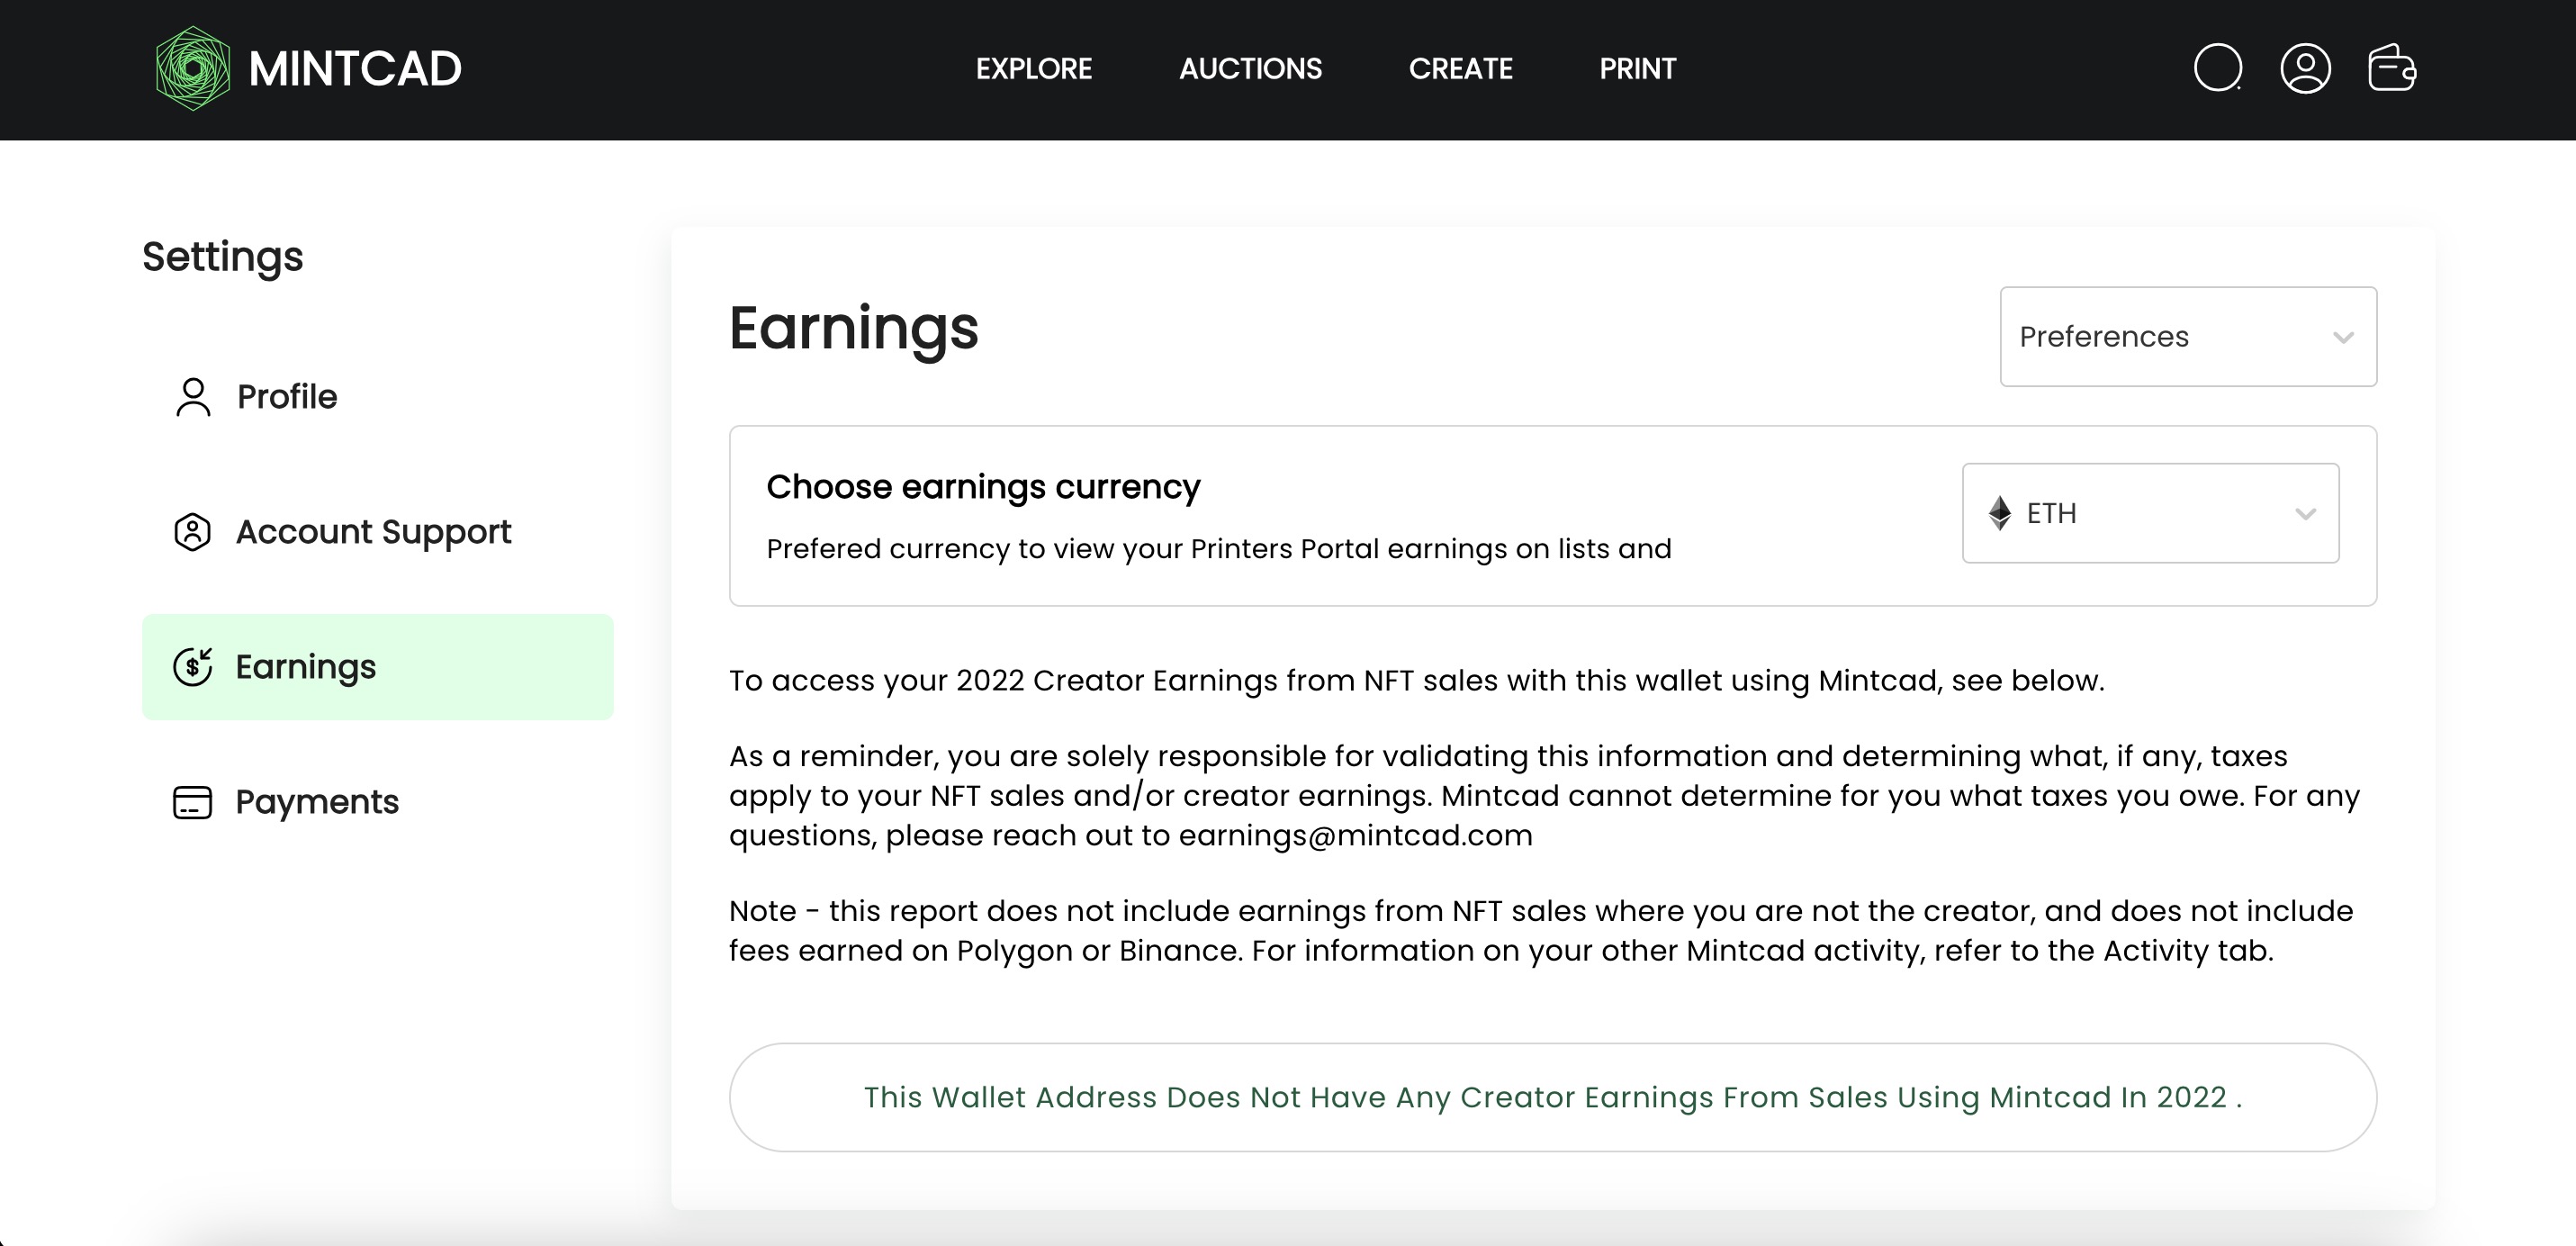 MINTCAD
EXPLORE
AUCTIONS
CREATE
PRINT
Settings
Profile
Account Support
Earnings
Payments
Earnings
Preferences
Choose earnings currency
Prefered currency to view your Printers Portal earnings on lists and
ETH
To access your 2022 Creator Earnings from NFT sales with this wallet using Mintcad, see below.
As a reminder, you are solely responsible for validating this information and determining what, if any, taxes
apply to your NFT sales and/or creator earnings. Mintcad cannot determine for you what taxes you owe. For any
questions, please reach out to earnings@mintcad.com
Note - this report does not include earnings from NFT sales where you are not the creator, and does not include
fees earned on Polygon or Binance. For information on your other Mintcad activity, refer to the Activity tab.
This Wallet Address Does Not Have Any Creator Earnings From Sales Using Mintcad In 2022 .